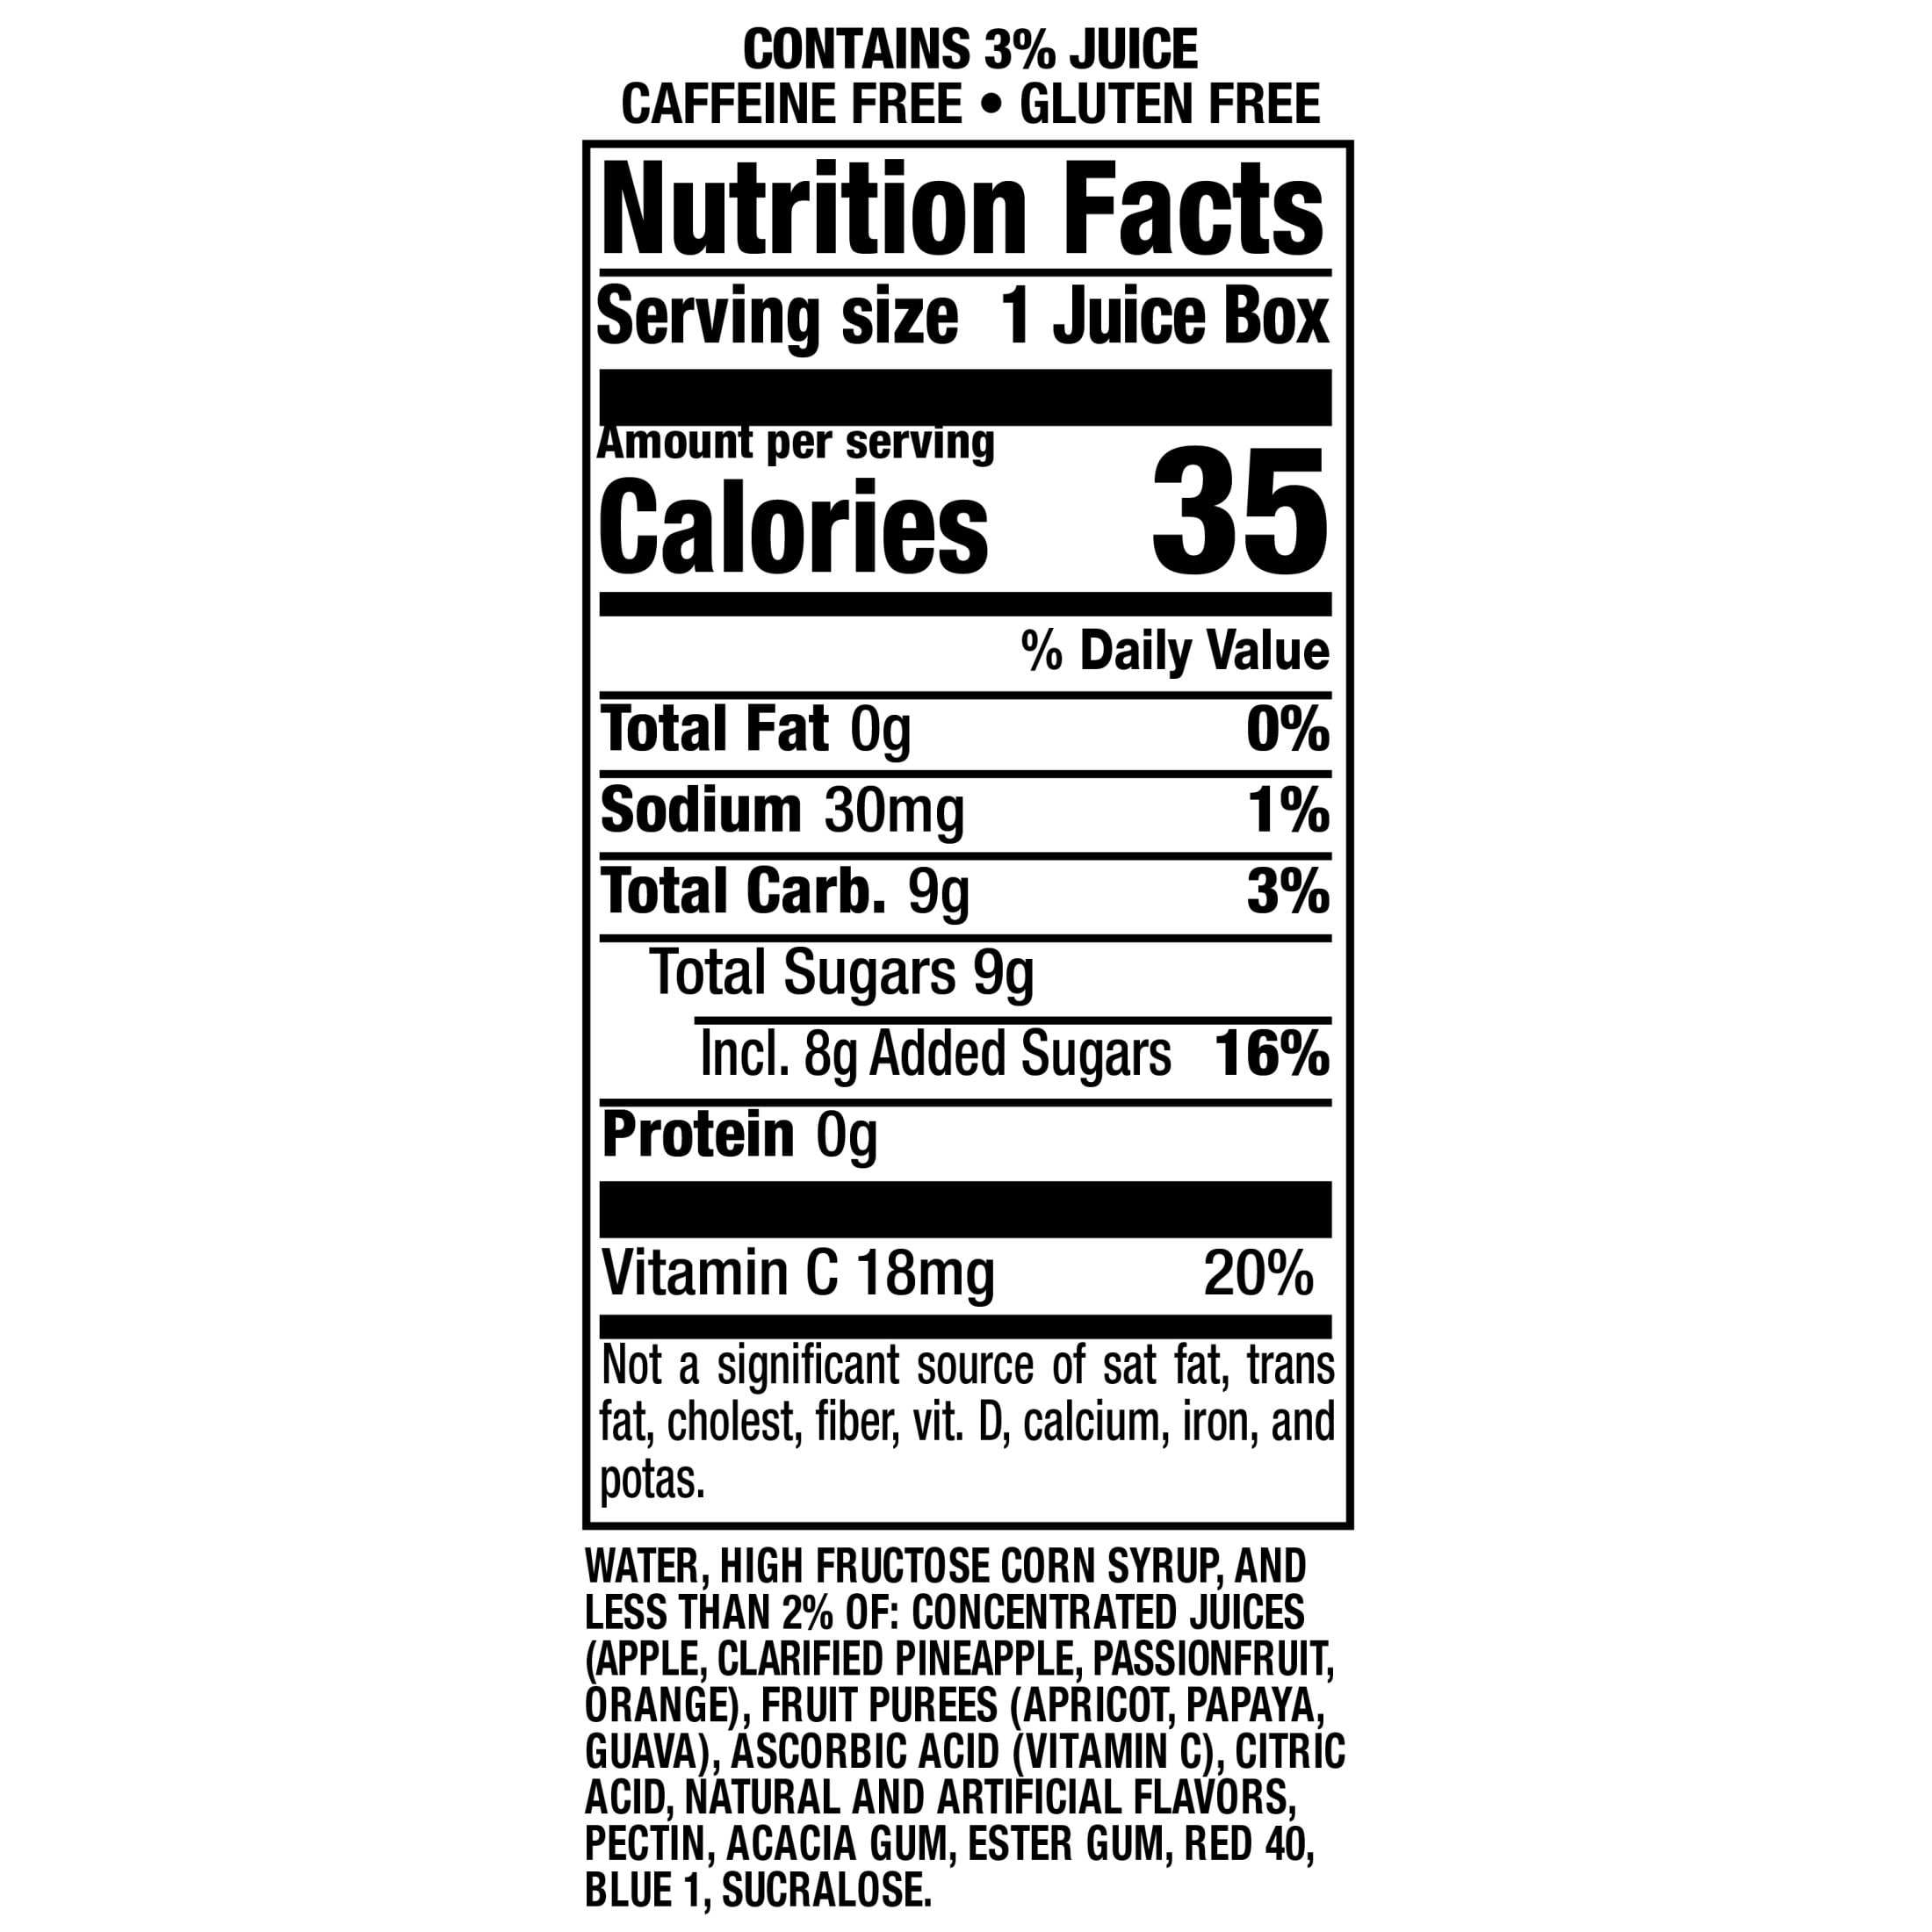 CONTAINS 3% JUICE
CAFFEINE FREE • GLUTEN FREE
Nutrition Facts
Serving size 1 Juice Box
Amount per serving
Calories 35
% Daily Value
Total Fat 0g 0%
Sodium 30mg 1%
Total Carb. 9g 3%
Total Sugars 9g
Incl. 8g Added Sugars 16%
Protein 0g
Vitamin C 18mg 20%
Not a significant source of sat fat, trans
fat, cholest, fiber, vit. D, calcium, iron, and
potas.
WATER, HIGH FRUCTOSE CORN SYRUP, AND
LESS THAN 2% OF: CONCENTRATED JUICES
(APPLE, CLARIFIED PINEAPPLE, PASSIONFRUIT,
ORANGE), FRUIT PUREES (APRICOT, PAPAYA,
GUAVA), ASCORBIC ACID (VITAMIN C), CITRIC
ACID, NATURAL AND ARTIFICIAL FLAVORS,
PECTIN, ACACIA GUM, ESTER GUM, RED 40,
BLUE 1, SUCRALOSE.